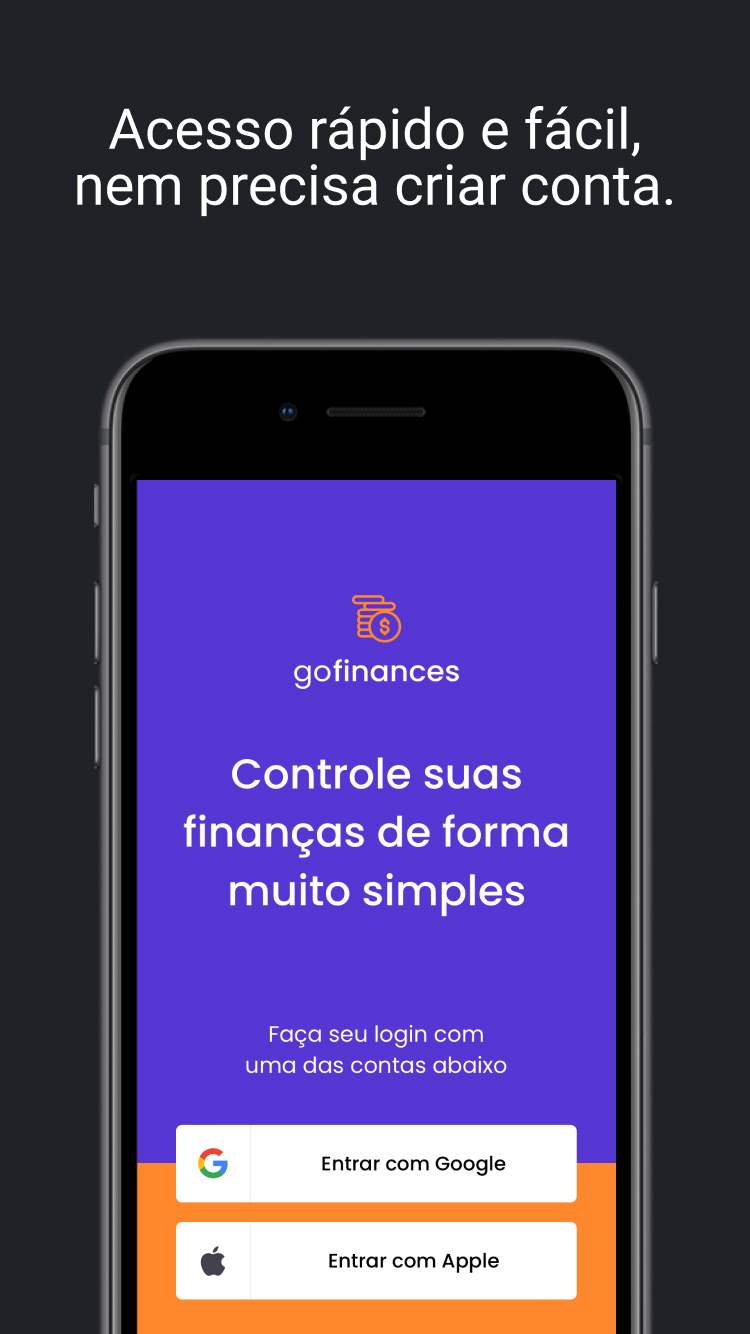 Acesso rápido e fácil,
nem precisa criar conta.
$
gofinances
Controle suas
finanças de forma
muito simples
Faça seu login com
uma das contas abaixo
G
Entrar com Google
Entrar com Apple